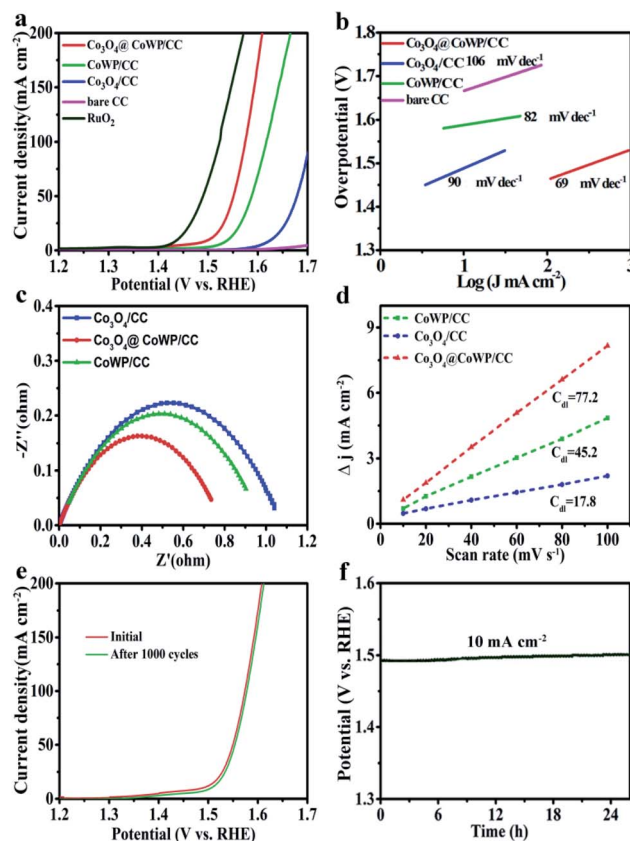 a
Current density(mA cm⁻²)
200
150
100
50
0
1.2 1.3 1.4 1.5 1.6 1.7
Potential (V vs. RHE)
Co₃O₄@ CoWP/CC
CoWP/CC
Co₃O₄/CC
bare CC
RuO₂
b
Overpotential (V)
1.8
1.7
1.6
1.5
1.4
1.3
0 1 2 3
Log (J mA cm⁻²)
Co₃O₄@CoWP/CC
Co₃O₄/CC 106 mV dec⁻¹
CoWP/CC
bare CC
82 mV dec⁻¹
90 mV dec⁻¹
69 mV dec⁻¹
c
-Z''(ohm)
0.4
0.3
0.2
0.1
0.0
0.0 0.2 0.4 0.6 0.8 1.0 1.2
Z'(ohm)
Co₃O₄/CC
Co₃O₄@ CoWP/CC
CoWP/CC
d
Δ j (mA cm⁻²)
9
6
3
0
20 40 60 80 100
Scan rate (mV s⁻¹)
CoWP/CC
Co₃O₄/CC
Co₃O₄@CoWP/CC
C_dl=77.2
C_dl=45.2
C_dl=17.8
e
Current density(mA cm⁻²)
200
150
100
50
0
1.2 1.3 1.4 1.5 1.6 1.7
Potential (V vs. RHE)
Initial
After 1000 cycles
f
Potential (V vs. RHE)
1.6
1.5
1.4
1.3
0 6 12 18 24
Time (h)
10 mA cm⁻²